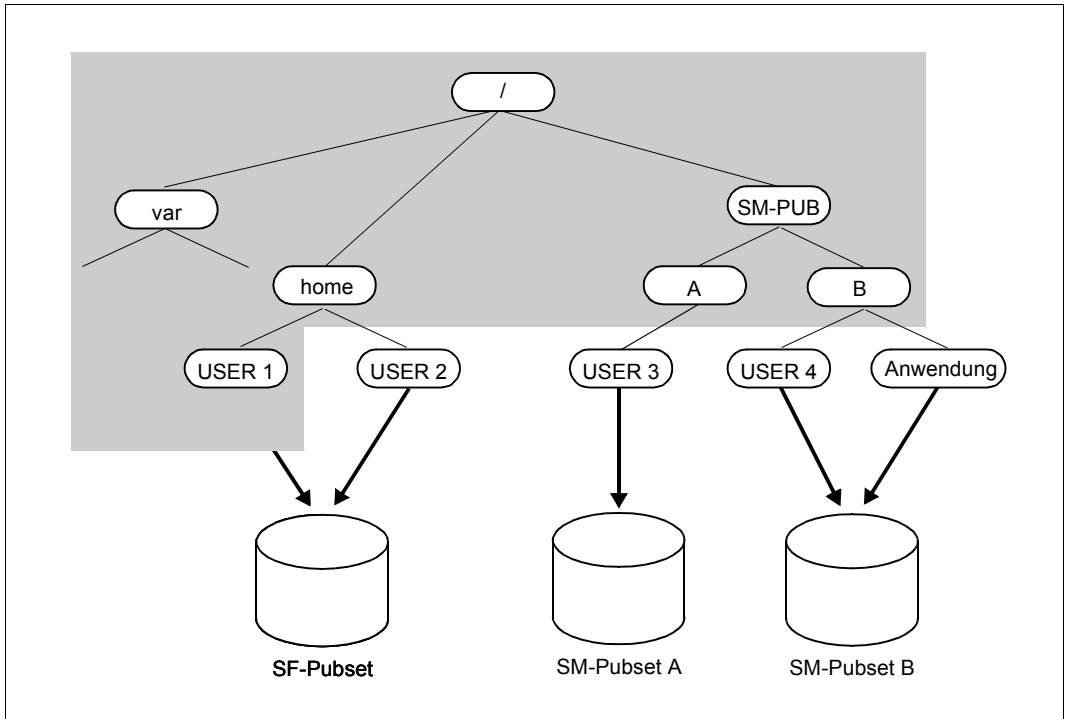 /
var
SM-PUB
home
A
B
USER 1
USER 2
USER 3
USER 4
Anwendung
SF-Pubset
SM-Pubset A
SM-Pubset B